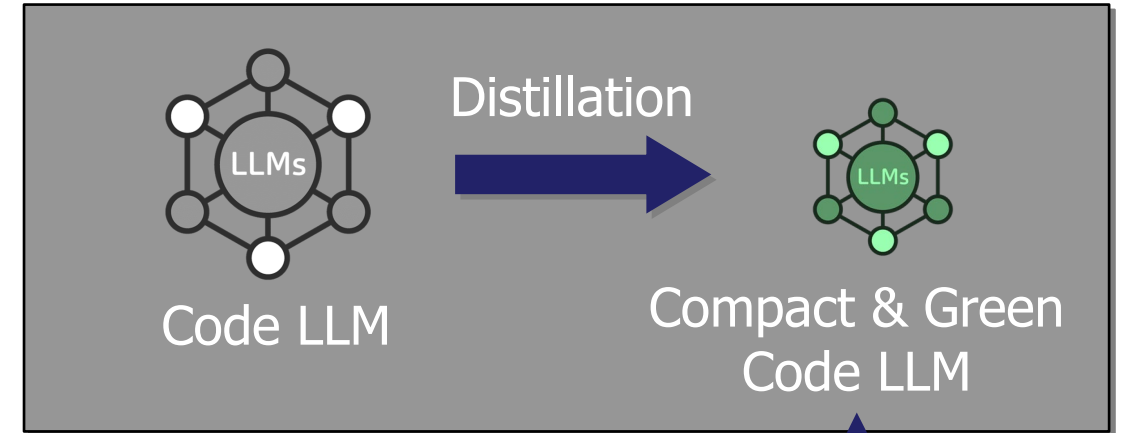 Distillation
LLMs
LLMs
Code LLM
Compact & Green
Code LLM